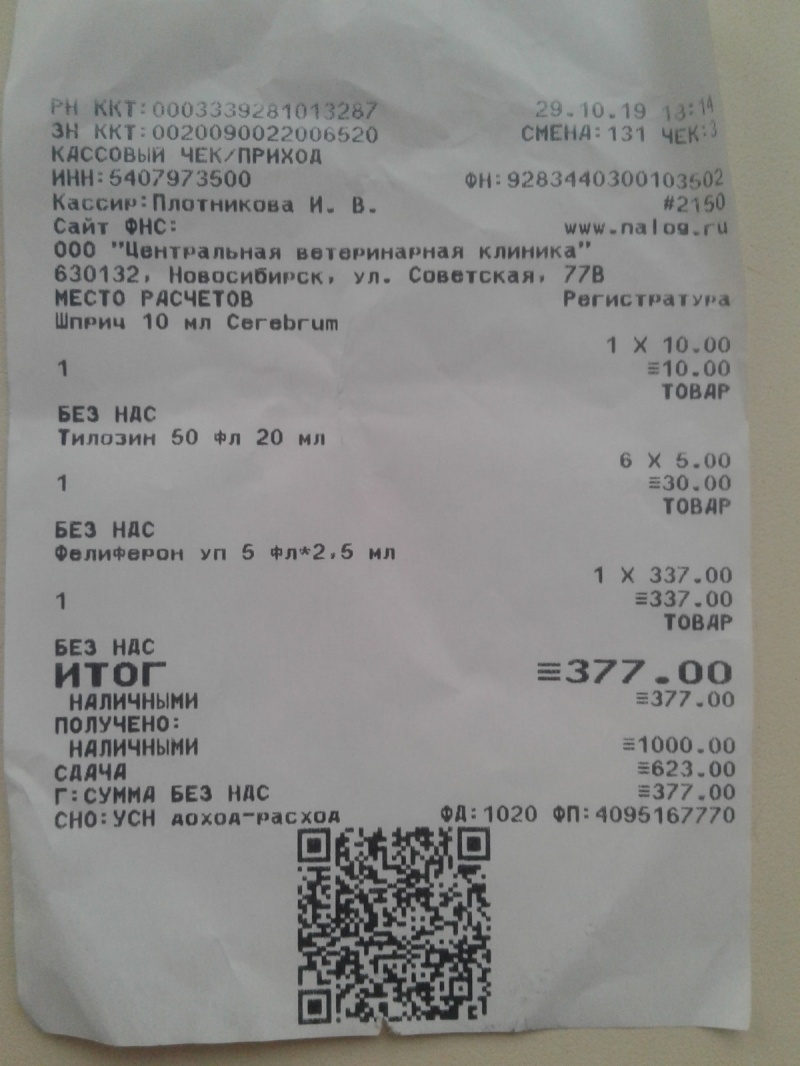 РН ККТ:0003339281013287 29.10.19 13:14
ЗН ККТ:0020090022006520 СМЕНА:131 ЧЕК:3
КАССОВЫЙ ЧЕК/ПРИХОД
ИНН:5407973500 ФН:9283440300103502
Кассир:Плотникова И. В. #2150
Сайт ФНС: www.nalog.ru
ООО "Центральная ветеринарная клиника"
630132, Новосибирск, ул. Советская, 77В
МЕСТО РАСЧЕТОВ Регистратура
Шприч 10 мл Cerebrum
1 X 10.00
1 ≡10.00
ТОВАР
БЕЗ НДС
Тилозин 50 Фл 20 мл
6 X 5.00
1 ≡30.00
ТОВАР
БЕЗ НДС
Фелиферон уп 5 Фл*2,5 мл
1 X 337.00
1 ≡337.00
ТОВАР
БЕЗ НДС
ИТОГ ≡377.00
НАЛИЧНЫМИ ≡377.00
ПОЛУЧЕНО:
НАЛИЧНЫМИ ≡1000.00
СДАЧА ≡623.00
Г:СУММА БЕЗ НДС ≡377.00
СНО:УСН доход-расход ФД:1020 ФП:4095167770